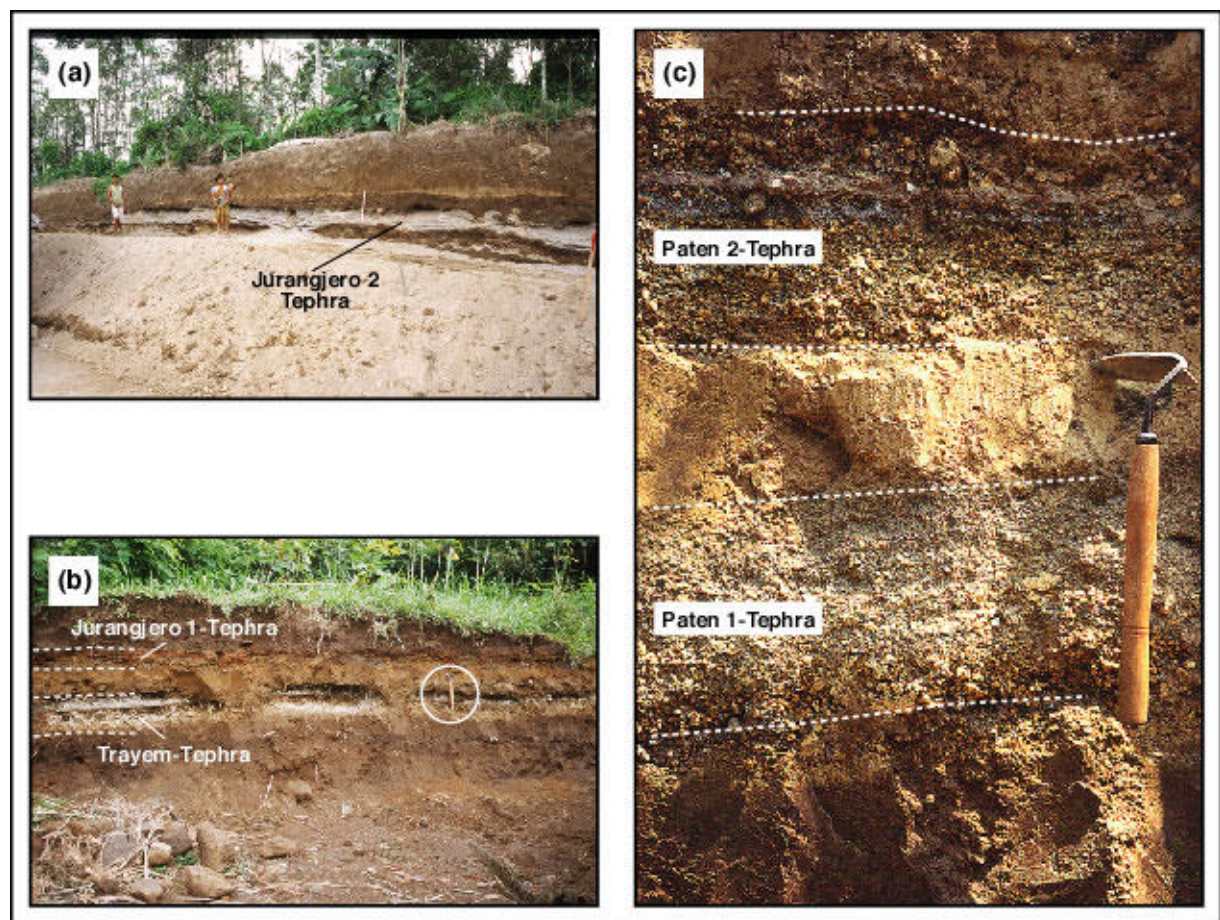 (a)
Jurangjero 2
Tephra
(b)
Jurangjero 1-Tephra
Trayem-Tephra
(c)
Paten 2-Tephra
Paten 1-Tephra